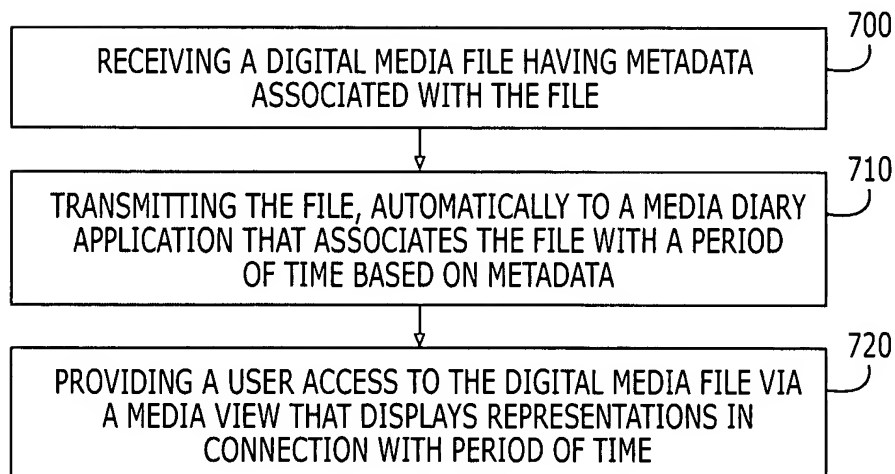 700
RECEIVING A DIGITAL MEDIA FILE HAVING METADATA
ASSOCIATED WITH THE FILE
710
TRANSMITTING THE FILE, AUTOMATICALLY TO A MEDIA DIARY
APPLICATION THAT ASSOCIATES THE FILE WITH A PERIOD
OF TIME BASED ON METADATA
720
PROVIDING A USER ACCESS TO THE DIGITAL MEDIA FILE VIA
A MEDIA VIEW THAT DISPLAYS REPRESENTATIONS IN
CONNECTION WITH PERIOD OF TIME